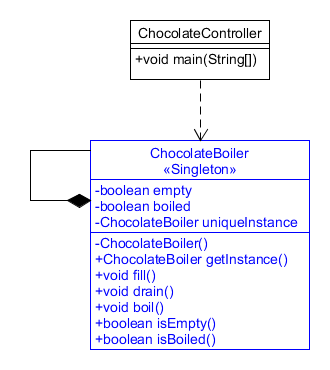 ChocolateController
+void main(String[])
ChocolateBoiler
«Singleton»
-boolean empty
-boolean boiled
-ChocolateBoiler uniqueInstance
-ChocolateBoiler()
+ChocolateBoiler getInstance()
+void fill()
+void drain()
+void boil()
+boolean isEmpty()
+boolean isBoiled()